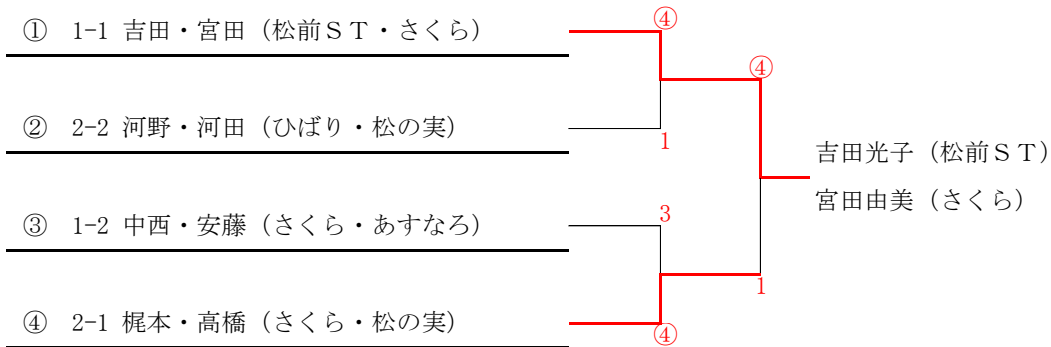 ① 1-1 吉田・宮田（松前ＳＴ・さくら）
④
④
② 2-2 河野・河田（ひばり・松の実）
1
吉田光子（松前ＳＴ）
宮田由美（さくら）
③ 1-2 中西・安藤（さくら・あすなろ）
3
1
④ 2-1 梶本・高橋（さくら・松の実）
④